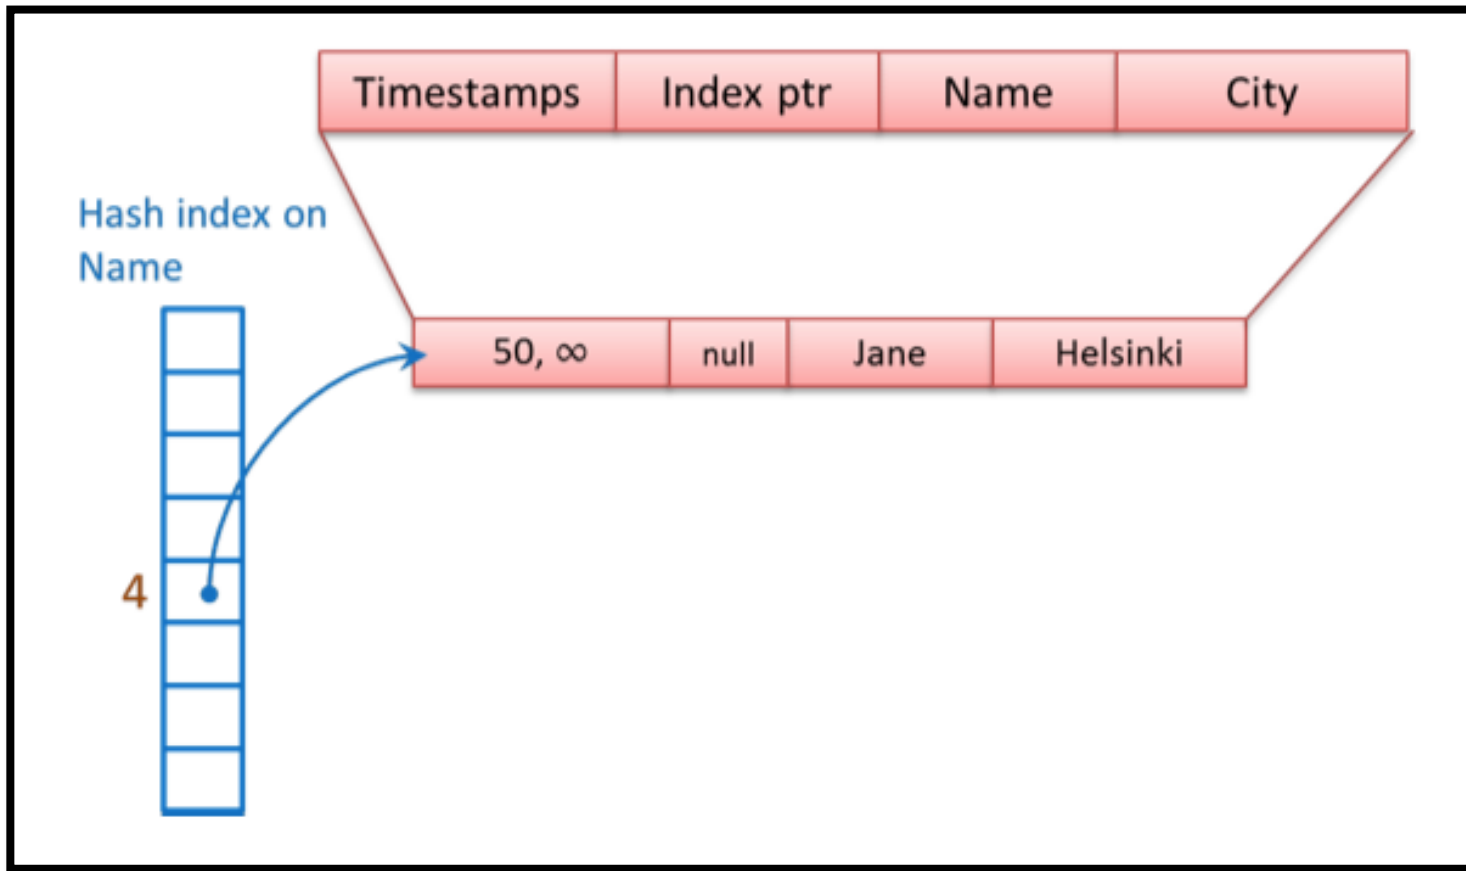 Timestamps Index ptr Name City
Hash index on
Name
50, ∞ null Jane Helsinki
4